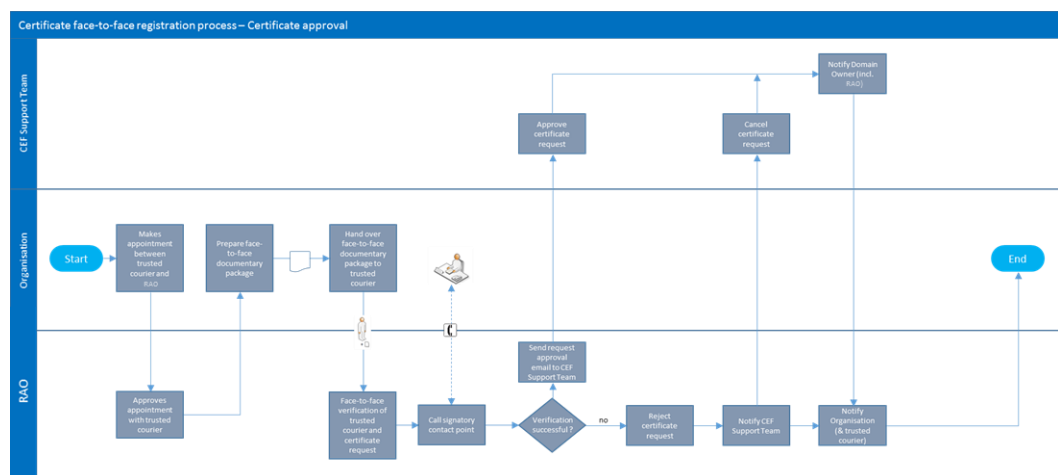 Certificate face-to-face registration process – Certificate approval
CEF Support Team
Notify Domain
Owner (incl.
RAO)
Approve
certificate
request
Cancel
certificate
request
Organisation
Start
Makes
appointment
between
trusted
courier and
RAO
Prepare face-
to-face
documentary
package
Hand over
face-to-face
documentary
package to
trusted
courier
End
RAO
Approves
appointment
with trusted
courier
Face-to-face
verification of
trusted
courier and
certificate
request
Call signatory
contact point
Send request
approval
email to CEF
Support Team
Verification
successful ?
no
Reject
certificate
request
Notify CEF
Support Team
Notify
Organisation
(& trusted
courier)